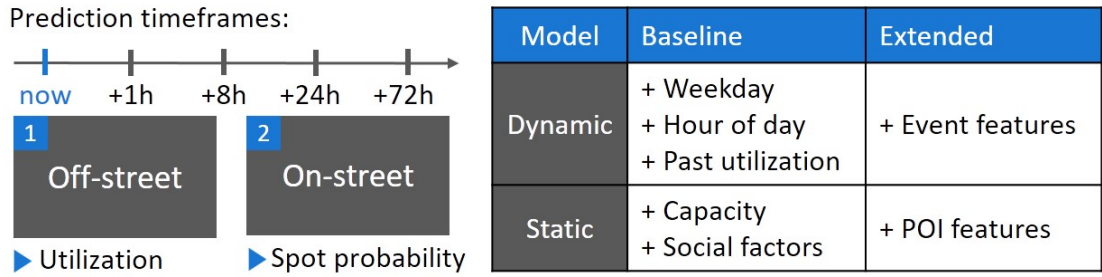 Prediction timeframes:
now +1h +8h +24h +72h
1
Off-street
2
On-street
Utilization
Spot probability
Model Baseline Extended
Dynamic
+ Weekday
+ Hour of day
+ Past utilization
+ Event features
Static
+ Capacity
+ Social factors
+ POI features